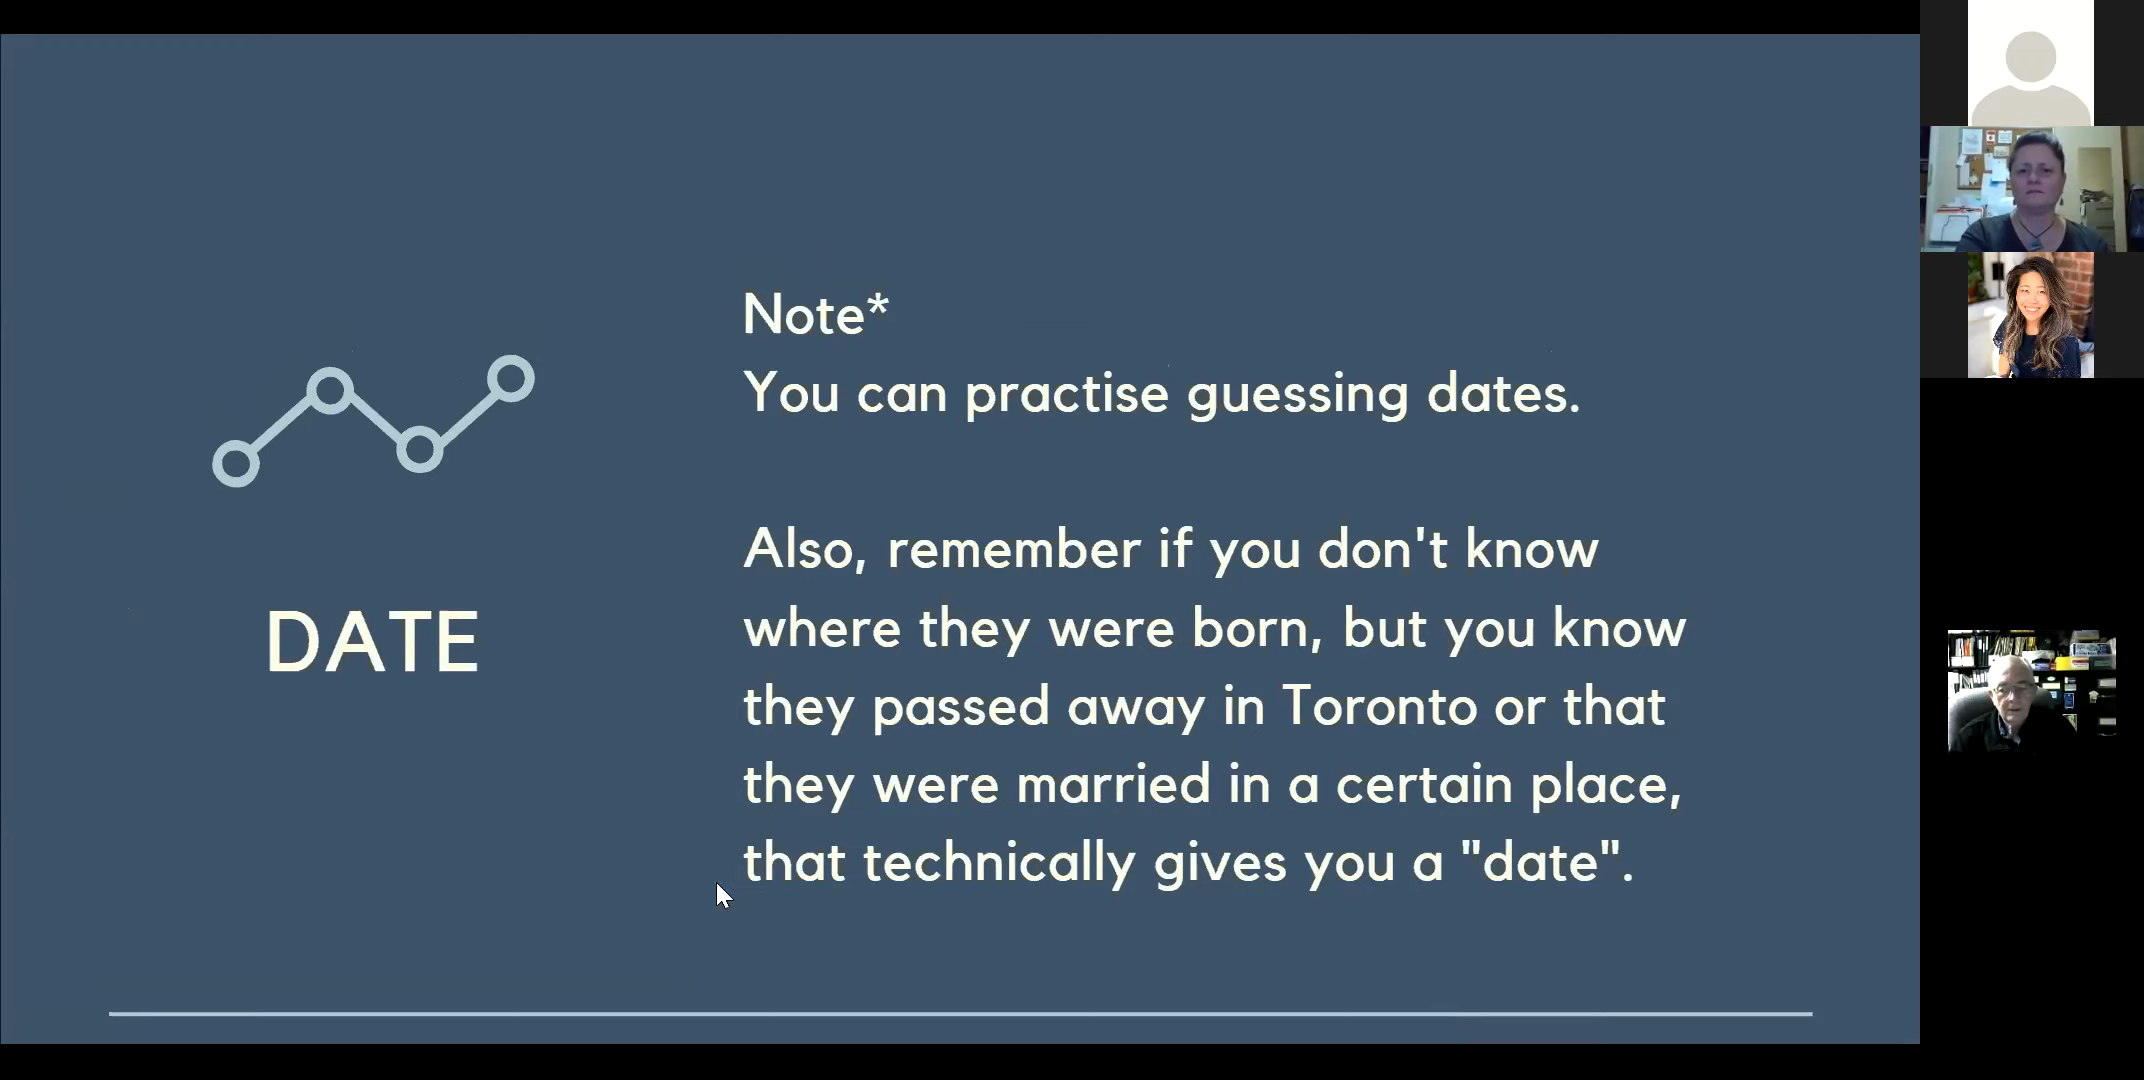 DATE
Note*
You can practise guessing dates.
Also, remember if you don't know
where they were born, but you know
they passed away in Toronto or that
they were married in a certain place,
that technically gives you a "date".